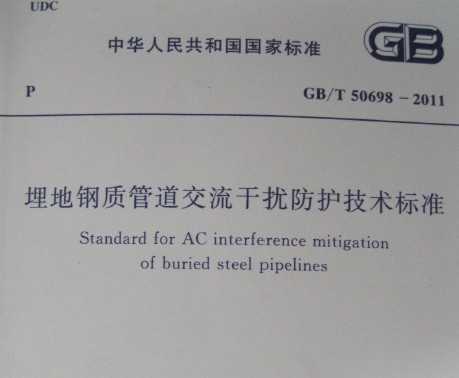 UDC
中华人民共和国国家标准
GB
P
GB/T 50698－2011
埋地钢质管道交流干扰防护技术标准
Standard for AC interference mitigation
of buried steel pipelines